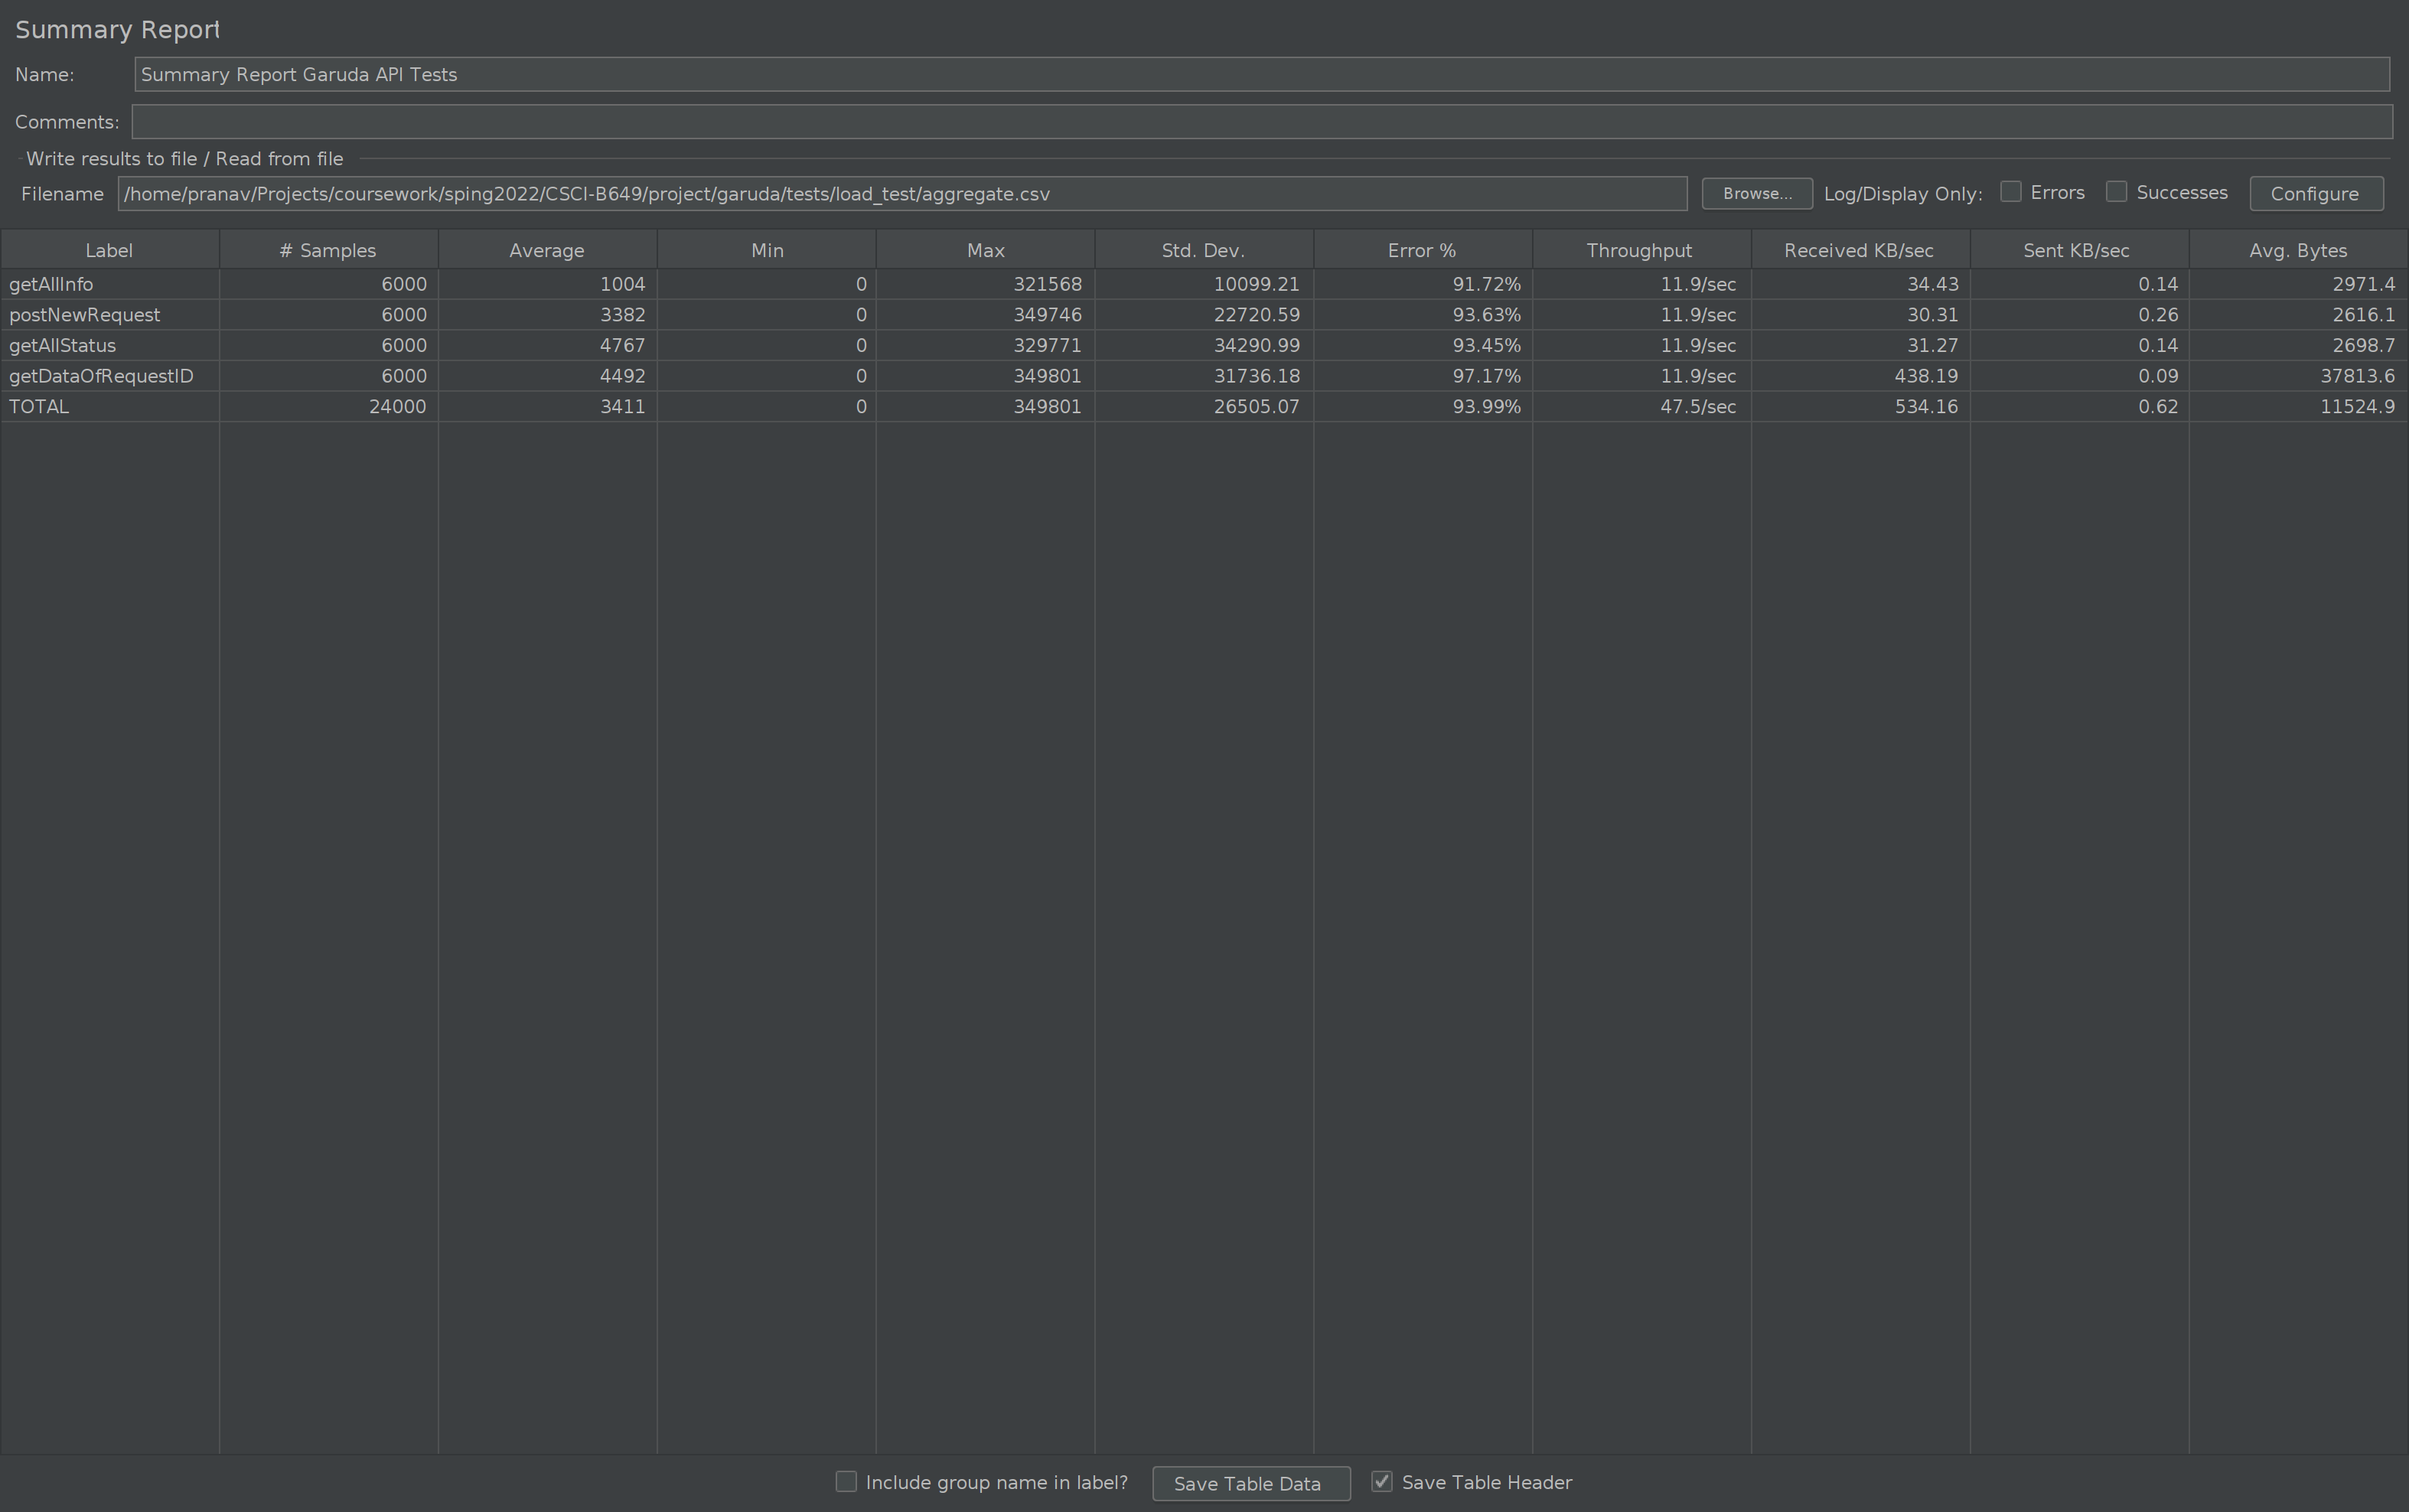 Summary Report
Name: Summary Report Garuda API Tests
Comments:
Write results to file / Read from file
Filename /home/pranav/Projects/coursework/sping2022/CSCI-B649/project/garuda/tests/load_test/aggregate.csv Browse... Log/Display Only: Errors Successes Configure
Label # Samples Average Min Max Std. Dev. Error % Throughput Received KB/sec Sent KB/sec Avg. Bytes
getAllInfo 6000 1004 0 321568 10099.21 91.72% 11.9/sec 34.43 0.14 2971.4
postNewRequest 6000 3382 0 349746 22720.59 93.63% 11.9/sec 30.31 0.26 2616.1
getAllStatus 6000 4767 0 329771 34290.99 93.45% 11.9/sec 31.27 0.14 2698.7
getDataOfRequestID 6000 4492 0 349801 31736.18 97.17% 11.9/sec 438.19 0.09 37813.6
TOTAL 24000 3411 0 349801 26505.07 93.99% 47.5/sec 534.16 0.62 11524.9
Include group name in label? Save Table Data Save Table Header